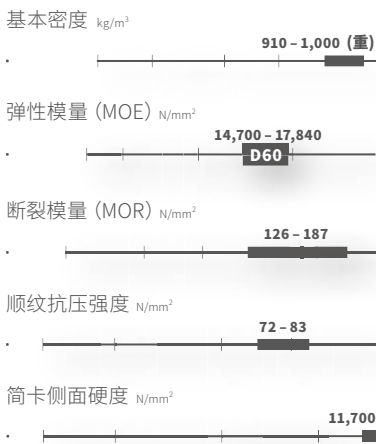 基本密度 kg/m³
910 – 1,000 (重)
弹性模量 (MOE) N/mm²
14,700 – 17,840
D60
断裂模量 (MOR) N/mm²
126 – 187
顺纹抗压强度 N/mm²
72 – 83
简卡侧面硬度 N/mm²
11,700